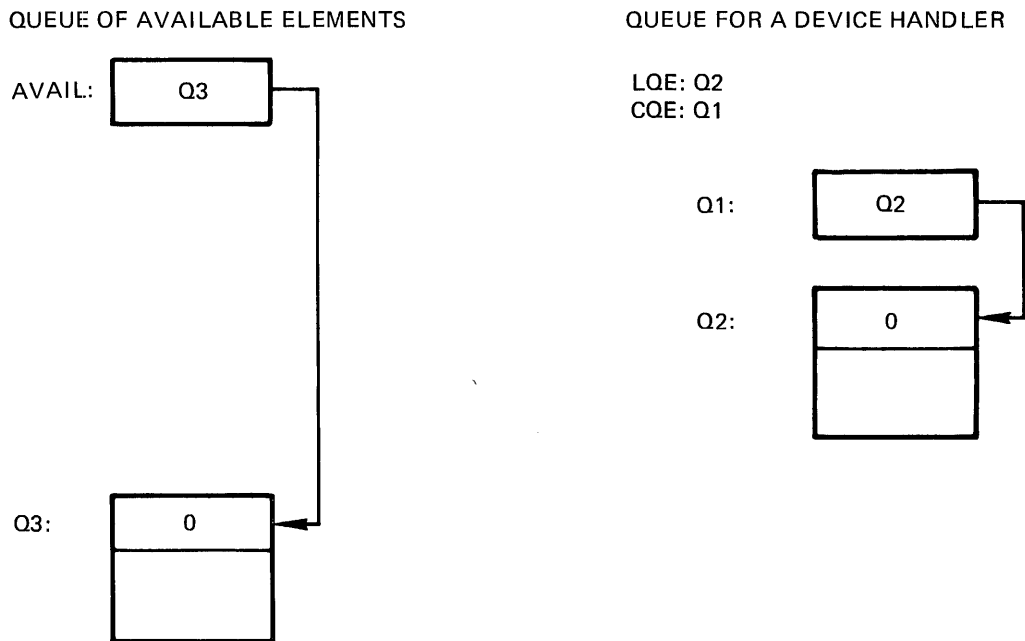 QUEUE OF AVAILABLE ELEMENTS
AVAIL: Q3
Q3: 0
QUEUE FOR A DEVICE HANDLER
LQE: Q2
CQE: Q1
Q1: Q2
Q2: 0